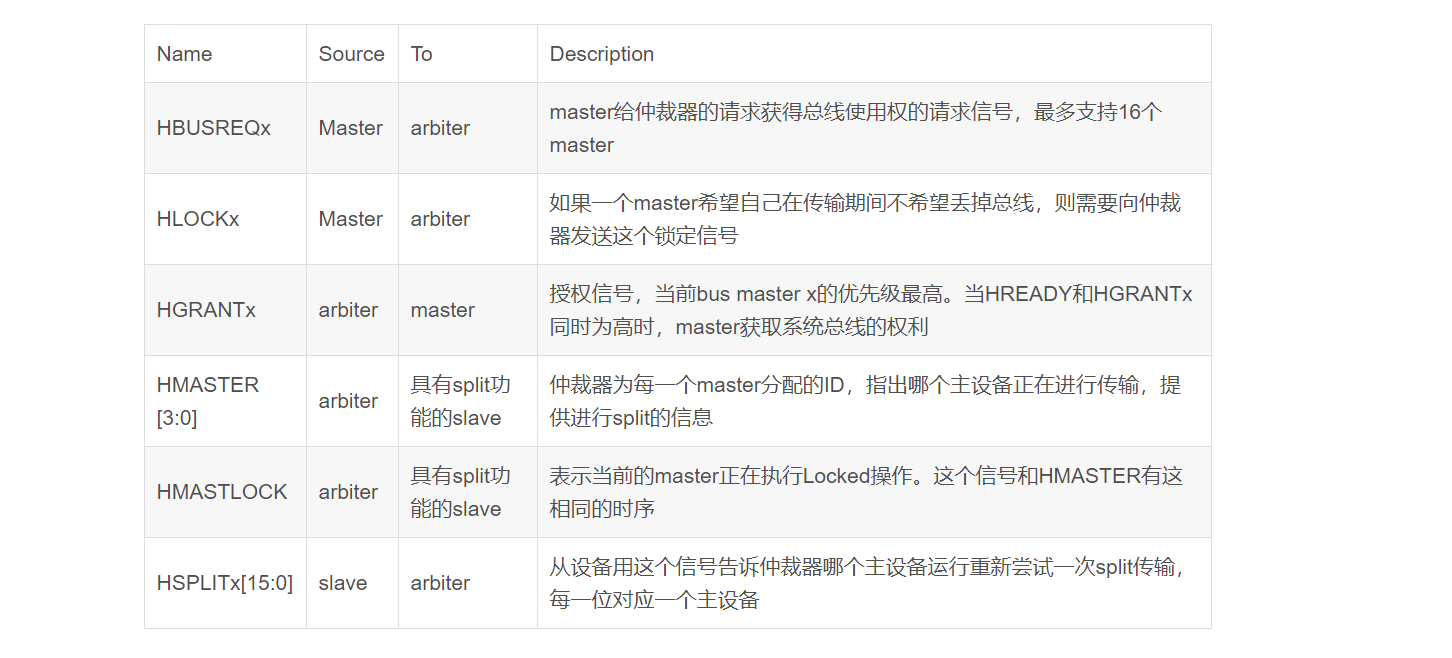 Name Source To Description
HBUSREQx Master arbiter master给仲裁器的请求获得总线使用权的请求信号，最多支持16个
master
HLOCKx Master arbiter 如果一个master希望自己在传输期间不希望丢掉总线，则需要向仲裁
器发送这个锁定信号
HGRANTx arbiter master 授权信号，当前bus master x的优先级最高。当HREADY和HGRANTx
同时为高时，master获取系统总线的权利
HMASTER
[3:0]
arbiter
具有split功
能的slave
仲裁器为每一个master分配的ID，指出哪个主设备正在进行传输，提
供进行split的信息
HMASTLOCK arbiter
具有split功
能的slave
表示当前的master正在执行Locked操作。这个信号和HMASTER有这
相同的时序
HSPLITx[15:0] slave arbiter 从设备用这个信号告诉仲裁器哪个主设备运行重新尝试一次split传输，
每一位对应一个主设备